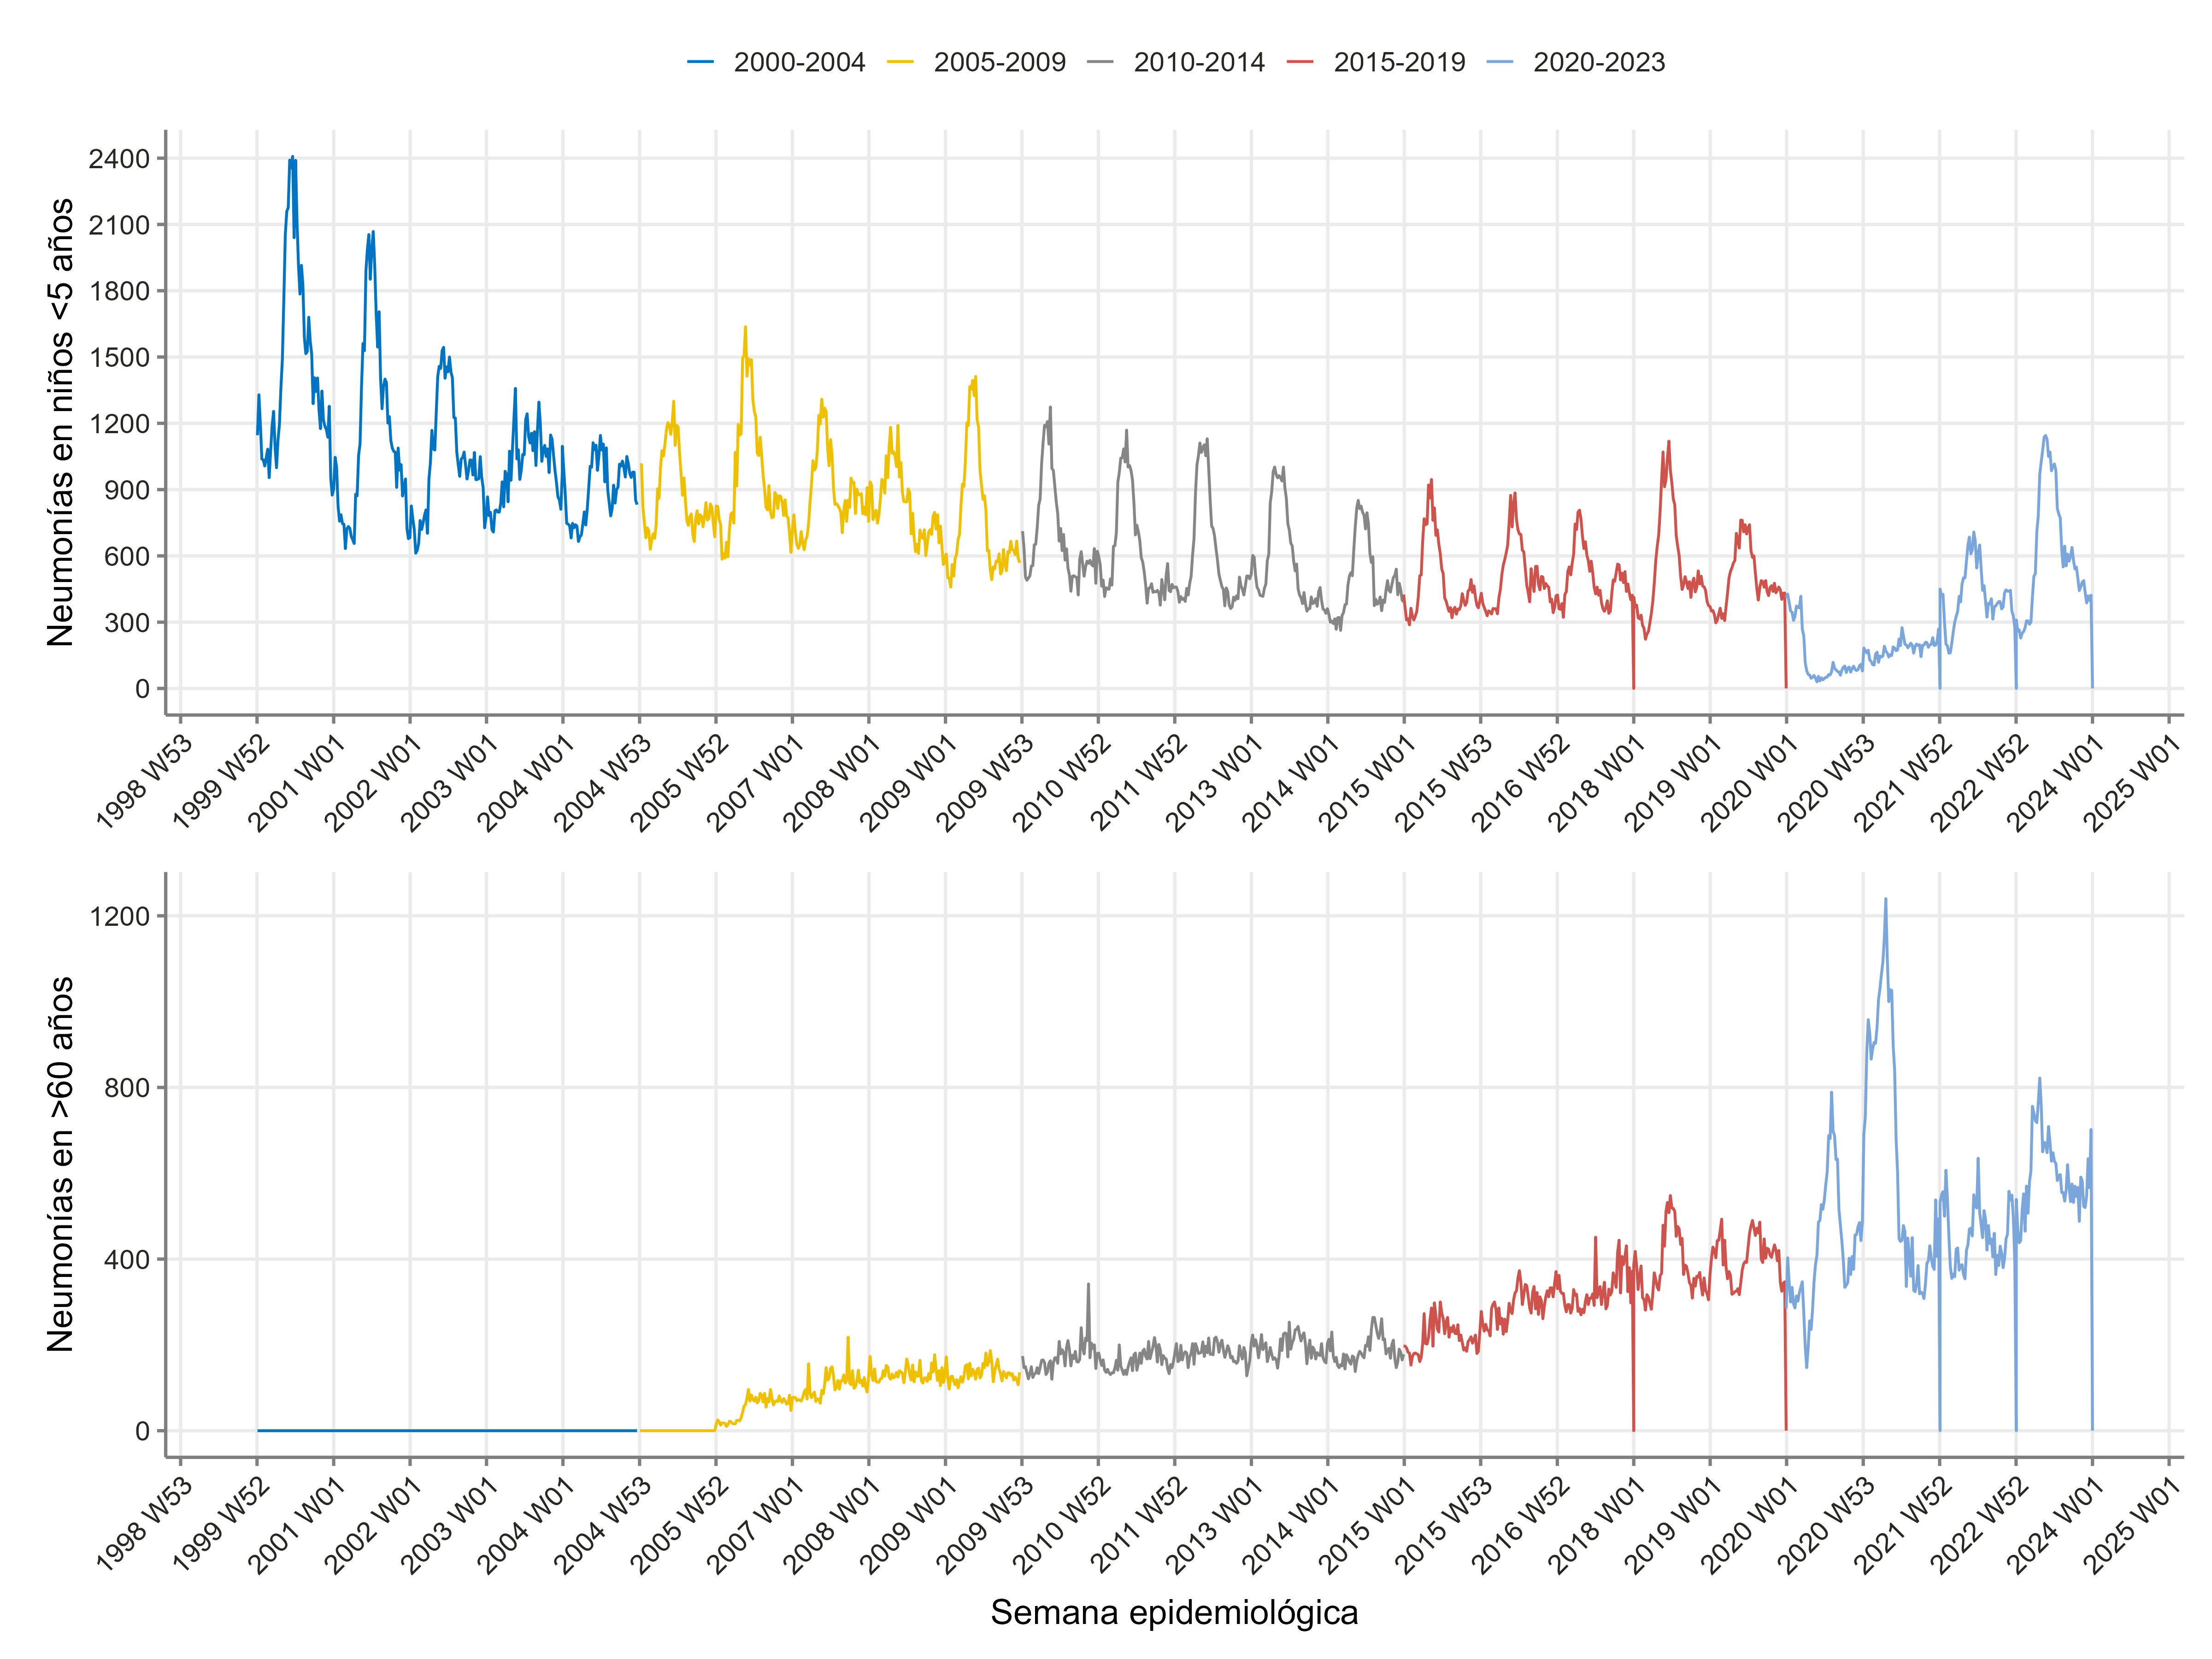 2000-2004 2005-2009 2010-2014 2015-2019 2020-2023
Neumonías en niños <5 años
2400
2100
1800
1500
1200
900
600
300
0
1998 W53 1999 W52 2001 W01 2002 W01 2003 W01 2004 W01 2004 W53 2005 W52 2007 W01 2008 W01 2009 W01 2009 W53 2010 W52 2011 W52 2013 W01 2014 W01 2015 W01 2015 W53 2016 W52 2018 W01 2019 W01 2020 W01 2020 W53 2021 W52 2022 W52 2024 W01 2025 W01
Neumonías en >60 años
1200
800
400
0
1998 W53 1999 W52 2001 W01 2002 W01 2003 W01 2004 W01 2004 W53 2005 W52 2007 W01 2008 W01 2009 W01 2009 W53 2010 W52 2011 W52 2013 W01 2014 W01 2015 W01 2015 W53 2016 W52 2018 W01 2019 W01 2020 W01 2020 W53 2021 W52 2022 W52 2024 W01 2025 W01
Semana epidemiológica